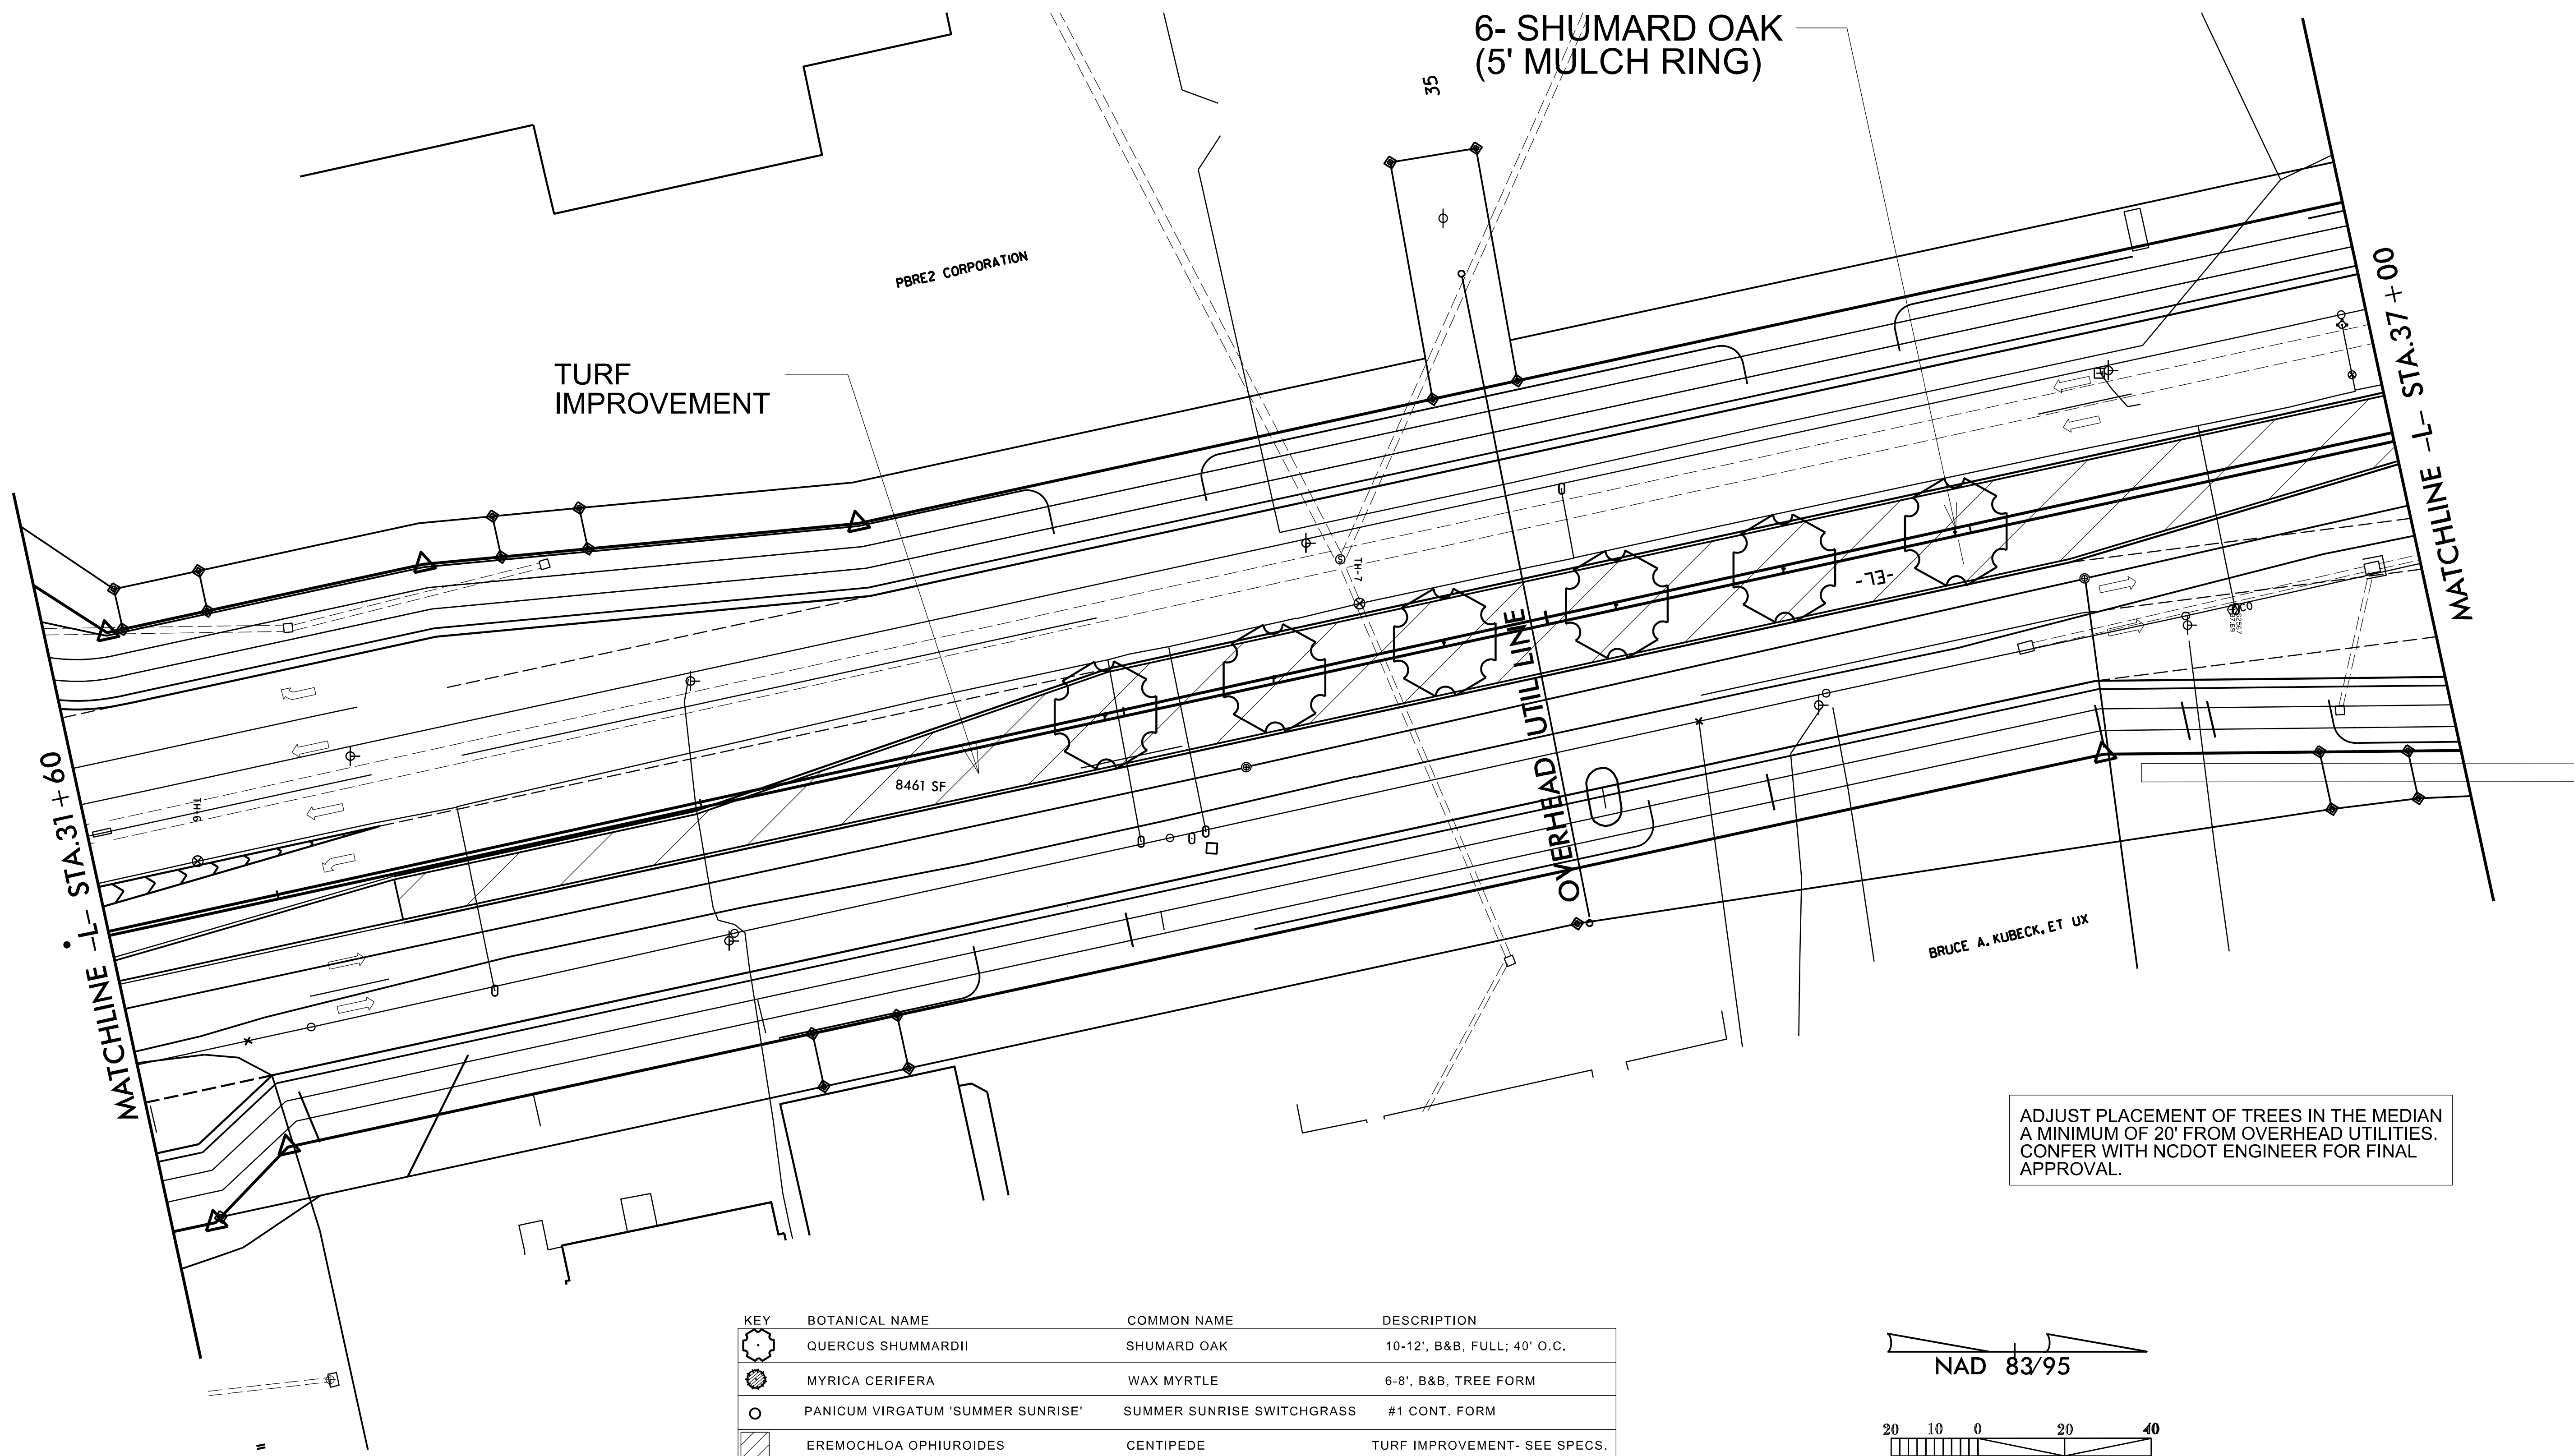 6- SHUMARD OAK
(5' MULCH RING)
35
PBRE2 CORPORATION
TURF
IMPROVEMENT
MATCHLINE -L- STA.37+00
TH-7
-EL-
8461 SF
OVERHEAD UTIL LINE
CO
MATCHLINE -L- STA.31+60
TH-6
BRUCE A. KUBECK, ET UX
ADJUST PLACEMENT OF TREES IN THE MEDIAN
A MINIMUM OF 20' FROM OVERHEAD UTILITIES.
CONFER WITH NCDOT ENGINEER FOR FINAL
APPROVAL.
KEY BOTANICAL NAME COMMON NAME DESCRIPTION
QUERCUS SHUMMARDII SHUMARD OAK 10-12', B&B, FULL; 40' O.C.
MYRICA CERIFERA WAX MYRTLE 6-8', B&B, TREE FORM
PANICUM VIRGATUM 'SUMMER SUNRISE' SUMMER SUNRISE SWITCHGRASS #1 CONT. FORM
EREMOCHLOA OPHIUROIDES CENTIPEDE TURF IMPROVEMENT- SEE SPECS.
NAD 83/95
20 10 0 20 40